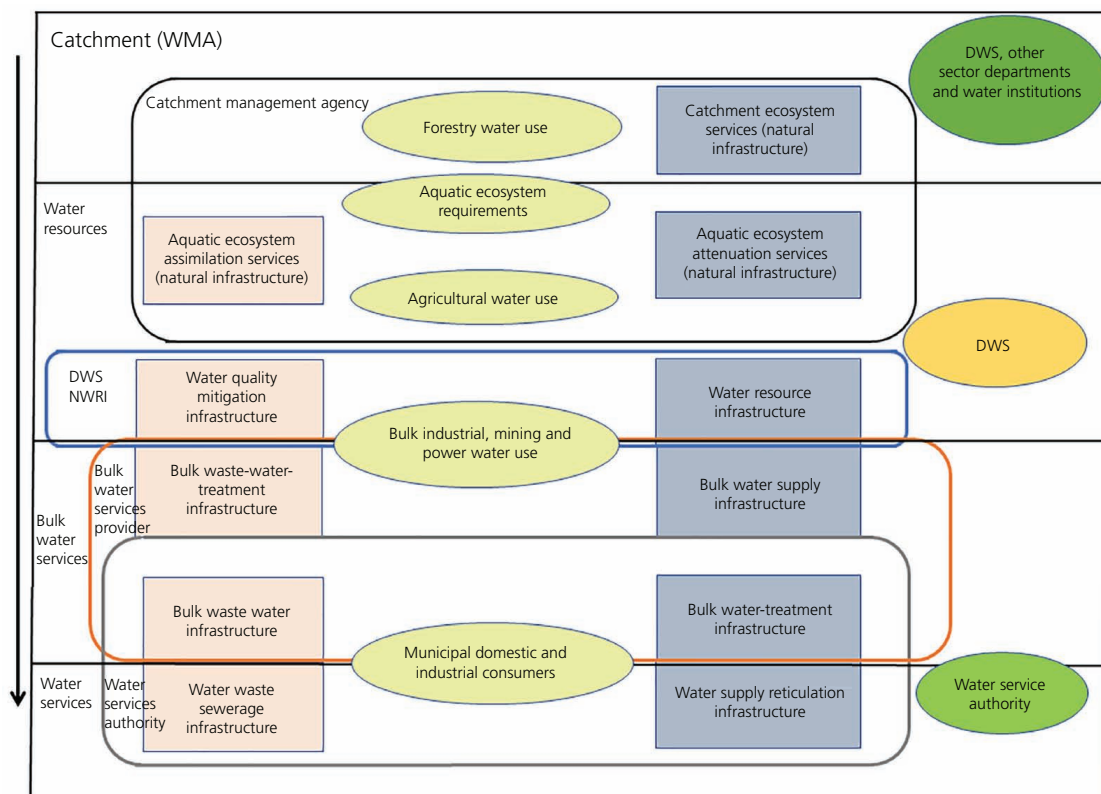 Catchment (WMA)
DWS, other
sector departments
and water institutions
Catchment management agency
Forestry water use
Catchment ecosystem
services (natural
infrastructure)
Water
resources
Aquatic ecosystem
requirements
Aquatic ecosystem
assimilation services
(natural infrastructure)
Aquatic ecosystem
attenuation services
(natural infrastructure)
Agricultural water use
DWS
DWS
NWRI
Water quality
mitigation
infrastructure
Water resource
infrastructure
Bulk industrial, mining and
power water use
Bulk
water
services
Bulk
water
services
provider
Bulk waste-water-
treatment
infrastructure
Bulk water supply
infrastructure
Bulk waste water
infrastructure
Bulk water-treatment
infrastructure
Municipal domestic and
industrial consumers
Water
services
Water
services
authority
Water waste
sewerage
infrastructure
Water supply reticulation
infrastructure
Water service
authority